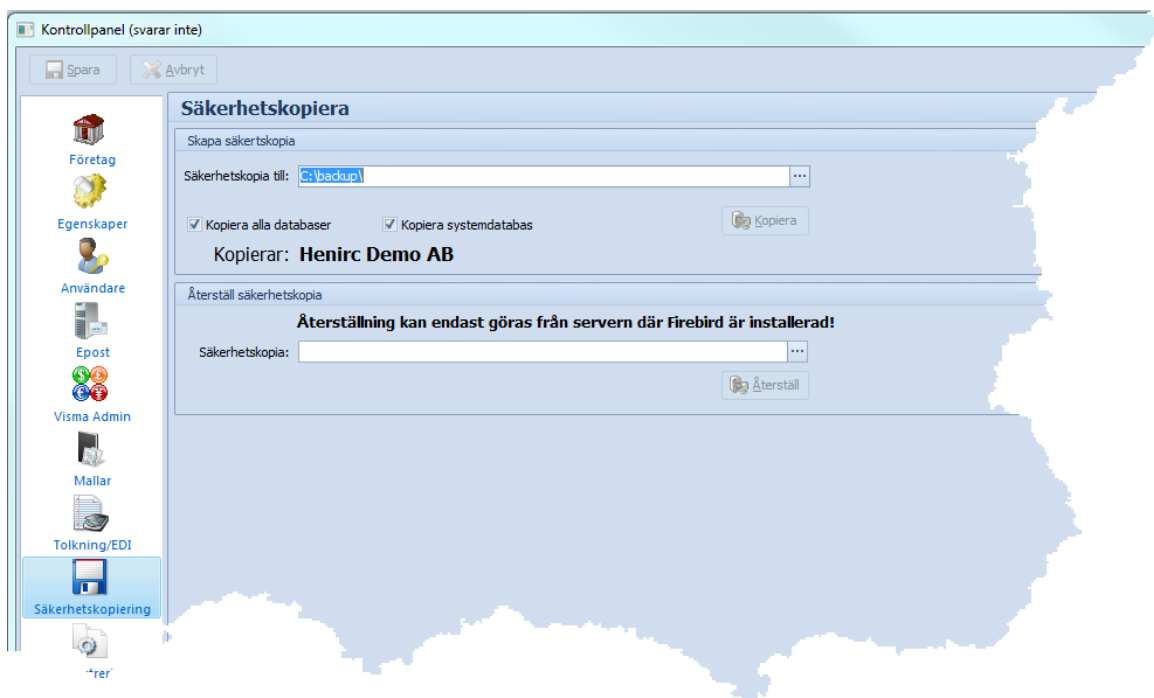 Kontrollpanel (svarar inte)
Spara Avbryt
Företag
Egenskaper
Användare
Epost
Visma Admin
Mallar
Tolkning/EDI
Säkerhetskopiering
Säkerhetskopiera
Skapa säkertskopia
Säkerhetskopia till: C:\backup\ ...
Kopiera alla databaser Kopiera systemdatabas Kopiera
Kopierar: Henirc Demo AB
Återställ säkerhetskopia
Återställning kan endast göras från servern där Firebird är installerad!
Säkerhetskopia: ...
Återställ